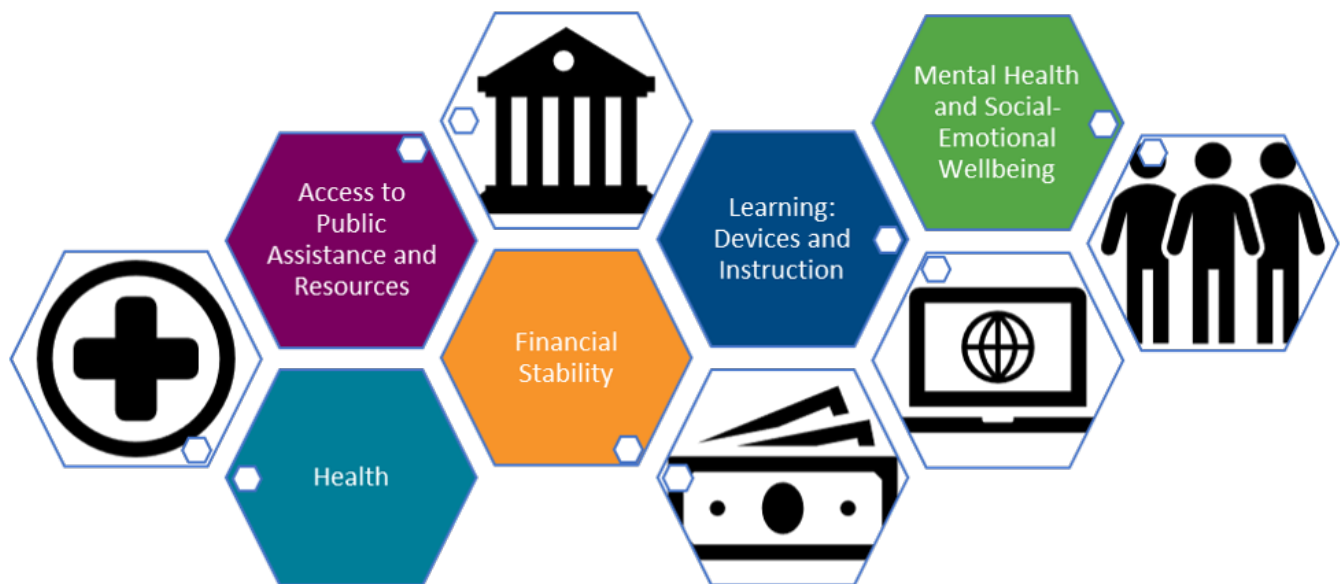 Access to
Public
Assistance and
Resources
Health
Financial
Stability
Learning:
Devices and
Instruction
Mental Health
and Social-
Emotional
Wellbeing